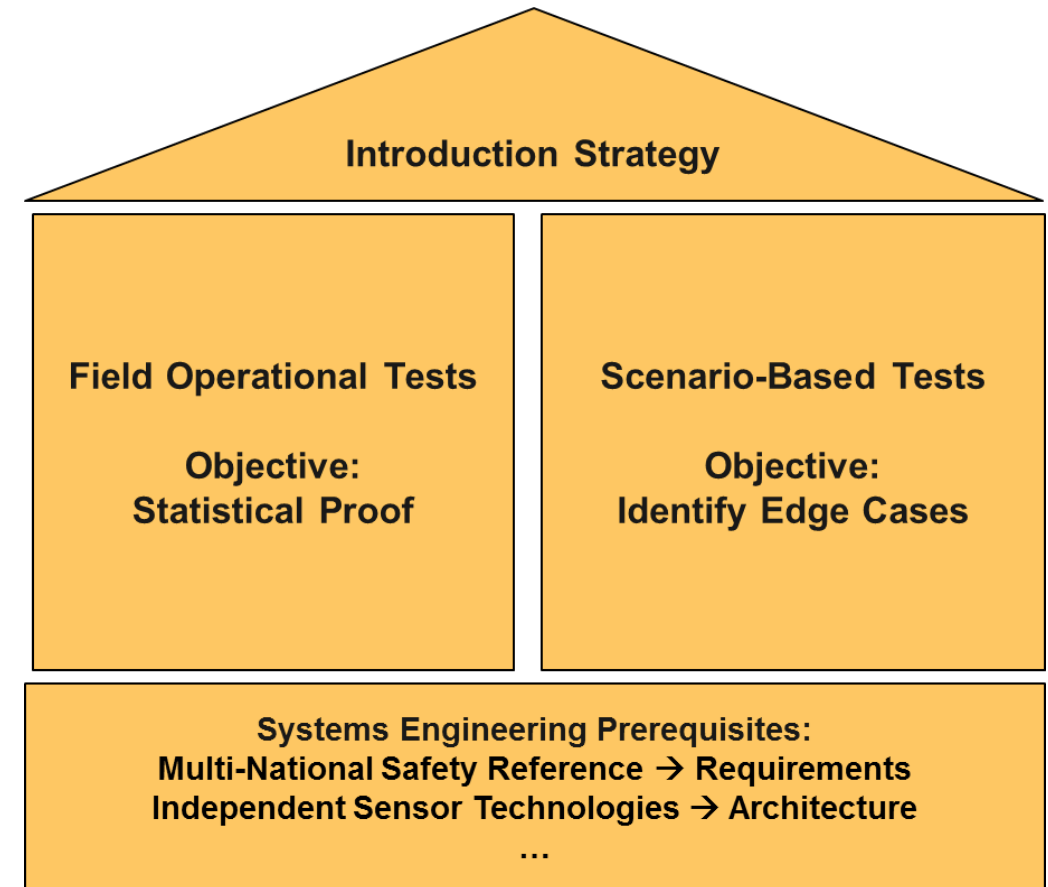 Introduction Strategy
Field Operational Tests
Objective:
Statistical Proof
Scenario-Based Tests
Objective:
Identify Edge Cases
Systems Engineering Prerequisites:
Multi-National Safety Reference → Requirements
Independent Sensor Technologies → Architecture
...